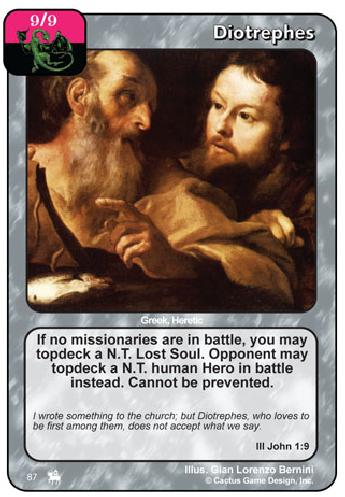 9/9
Diotrephes
Greek, Heretic
If no missionaries are in battle, you may
topdeck a N.T. Lost Soul. Opponent may
topdeck a N.T. human Hero in battle
instead. Cannot be prevented.
I wrote something to the church; but Diotrephes, who loves to
be first among them, does not accept what we say.
III John 1:9
Illus. Gian Lorenzo Bernini
87
© Cactus Game Design, Inc.